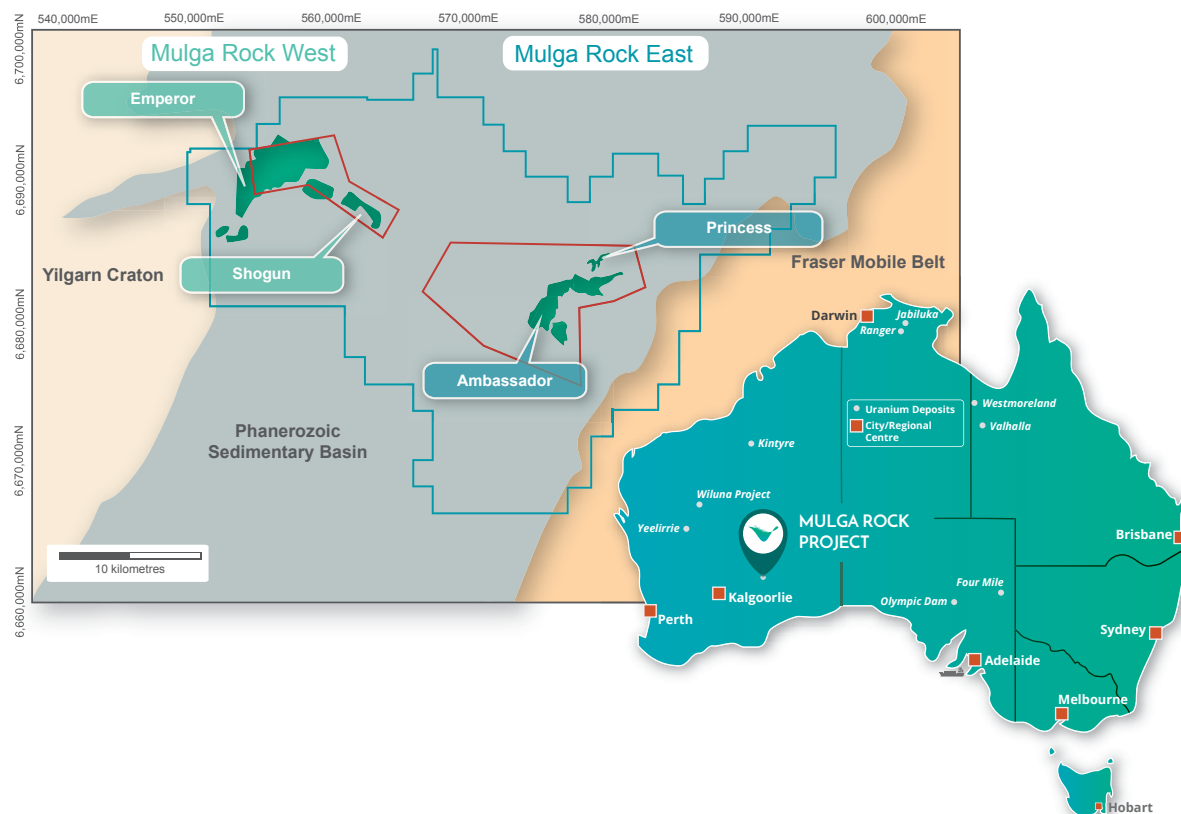 540,000mE
550,000mE
560,000mE
570,000mE
580,000mE
590,000mE
600,000mE
6,700,000mN
6,690,000mN
6,680,000mN
6,670,000mN
6,660,000mN
Mulga Rock West
Mulga Rock East
Emperor
Princess
Shogun
Yilgarn Craton
Fraser Mobile Belt
Ambassador
Phanerozoic
Sedimentary Basin
10 kilometres
Darwin
Jabiluka
Ranger
Uranium Deposits
City/Regional
Centre
Westmoreland
Valhalla
Kintyre
Wiluna Project
Yeelirrie
MULGA ROCK
PROJECT
Brisbane
Four Mile
Olympic Dam
Kalgoorlie
Perth
Sydney
Adelaide
Melbourne
Hobart